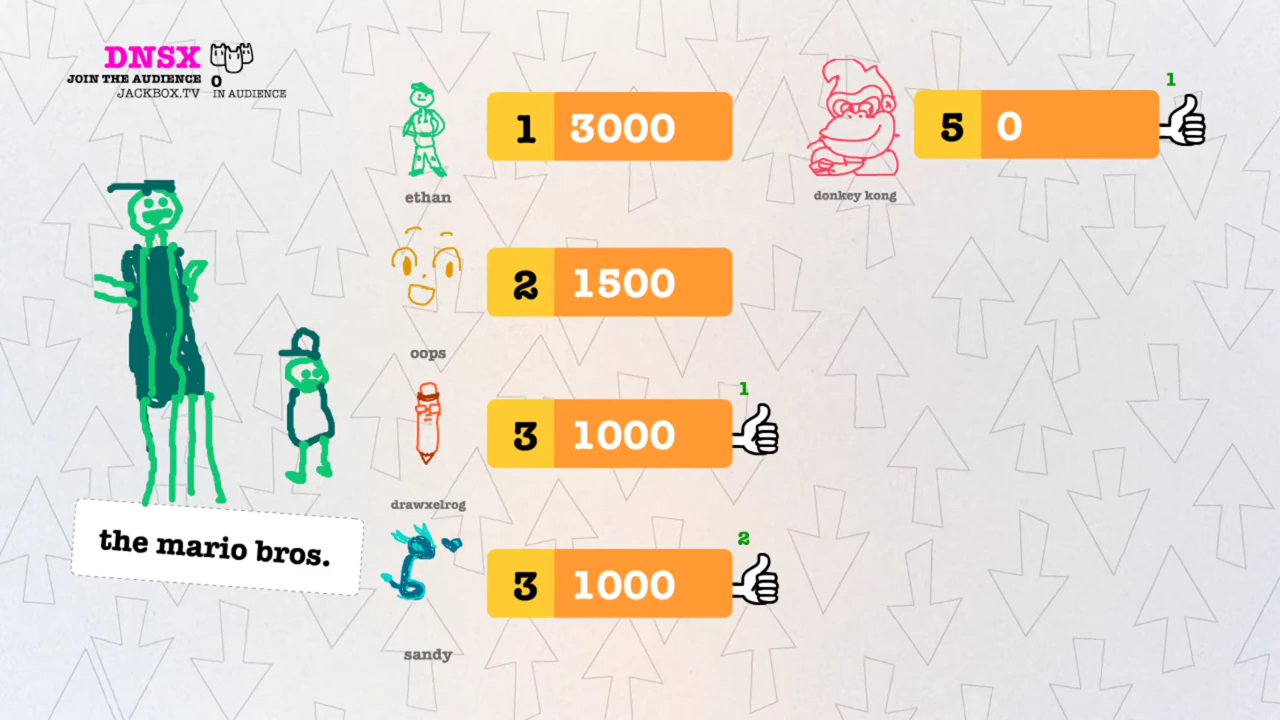 DNSX
JOIN THE AUDIENCE
JACKBOX.TV
0
IN AUDIENCE
the mario bros.
1 3000
ethan
2 1500
oops
3 1000
1
drawxelrog
3 1000
2
sandy
5 0
1
donkey kong